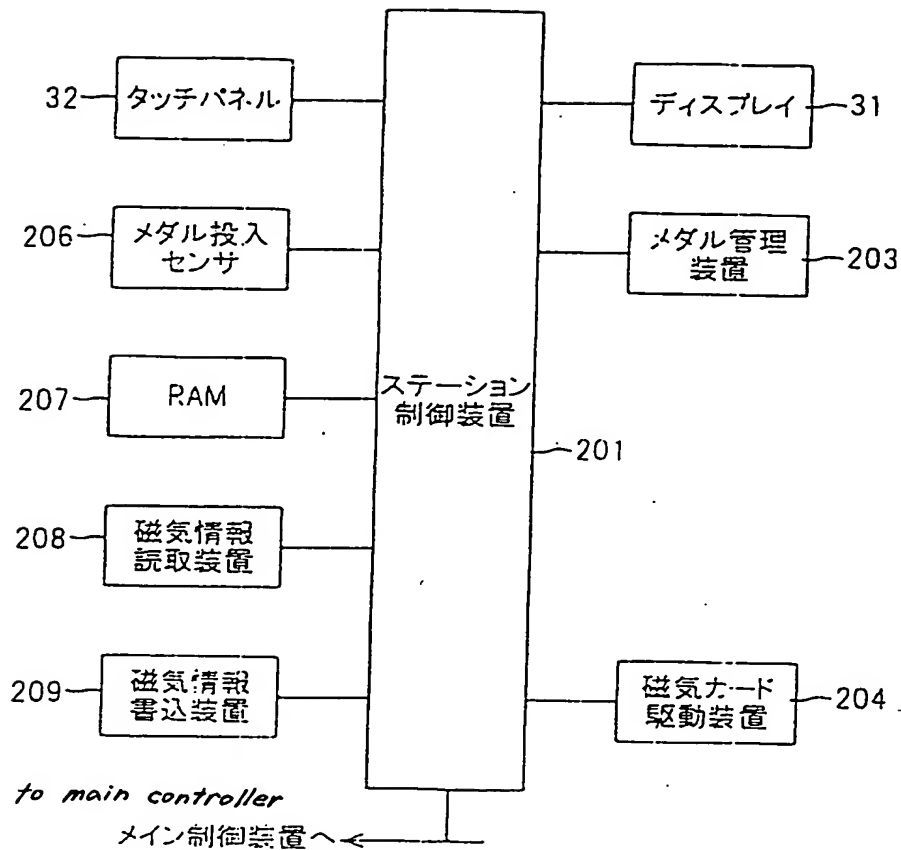 32
タッチパネル
ディスプレイ
31
206
メダル投入
センサ
メダル管理
装置
203
207
RAM
ステーション
制御装置
201
208
磁気情報
読取装置
209
磁気情報
書込装置
磁気カード
駆動装置
204
to main controller
メイン制御装置へ